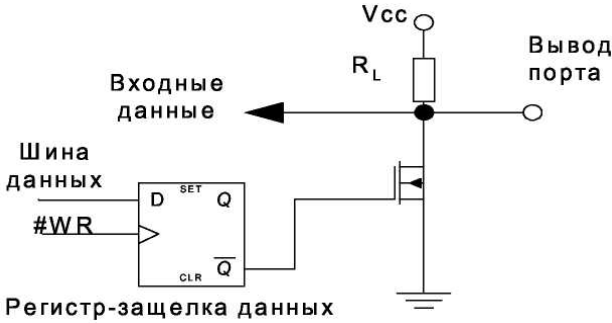 Vcc
Вывод
порта
R L
Входные
данные
Шина
данных
#WR
D
SET
Q
CLR
Q
Регистр-защелка данных